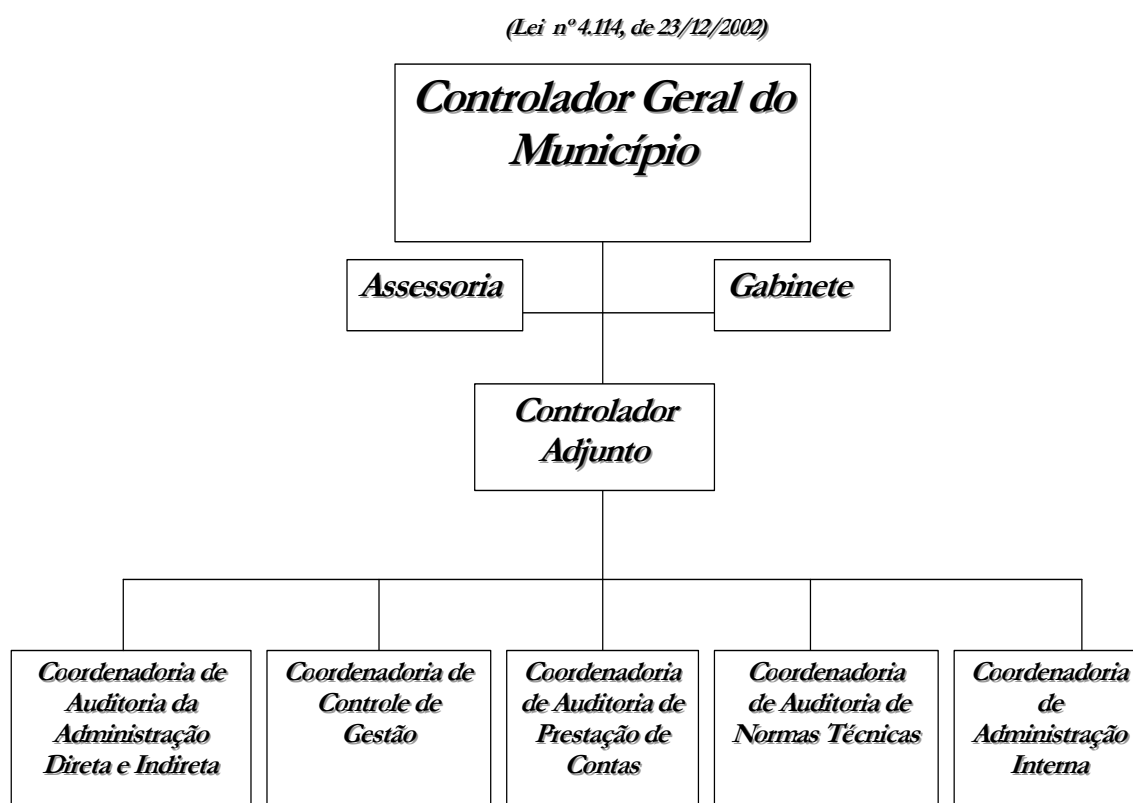 (Lei nº 4.114, de 23/12/2002)
Controlador Geral do
Município
Assessoria
Gabinete
Controlador
Adjunto
Coordenadoria de
Auditoria da
Administração
Direta e Indireta
Coordenadoria de
Controle de
Gestão
Coordenadoria
de Auditoria de
Prestação de
Contas
Coordenadoria
de Auditoria de
Normas Técnicas
Coordenadoria
de
Administração
Interna